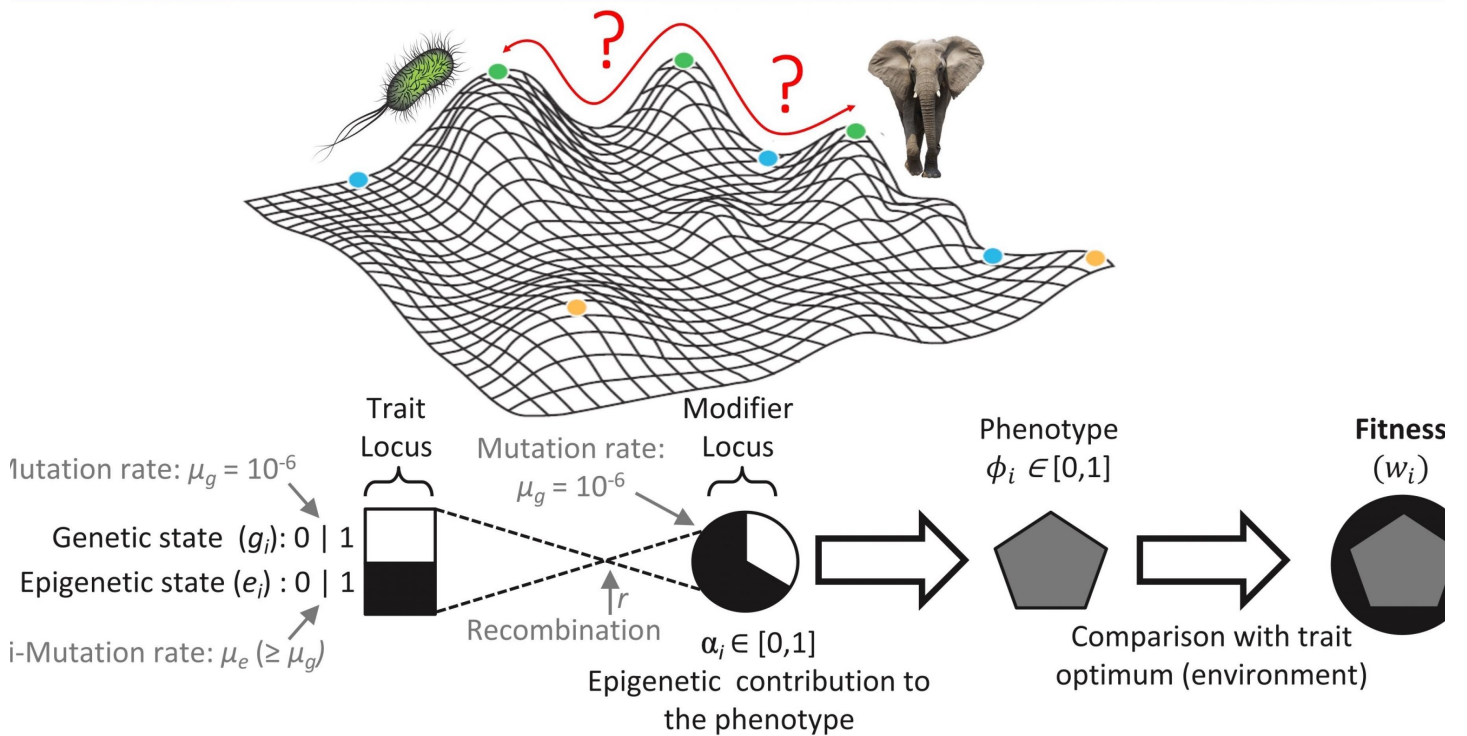 ? ?
Trait
Locus
Mutation rate: μg = 10-6
Genetic state (gi): 0 | 1
Epigenetic state (ei) : 0 | 1
i-Mutation rate: μe (≥ μg)
r
Recombination
Mutation rate:
μg = 10-6
Modifier
Locus
αi ∈ [0,1]
Epigenetic contribution to
the phenotype
Phenotype
ϕi ∈[0,1]
Comparison with trait
optimum (environment)
Fitness
(wi)